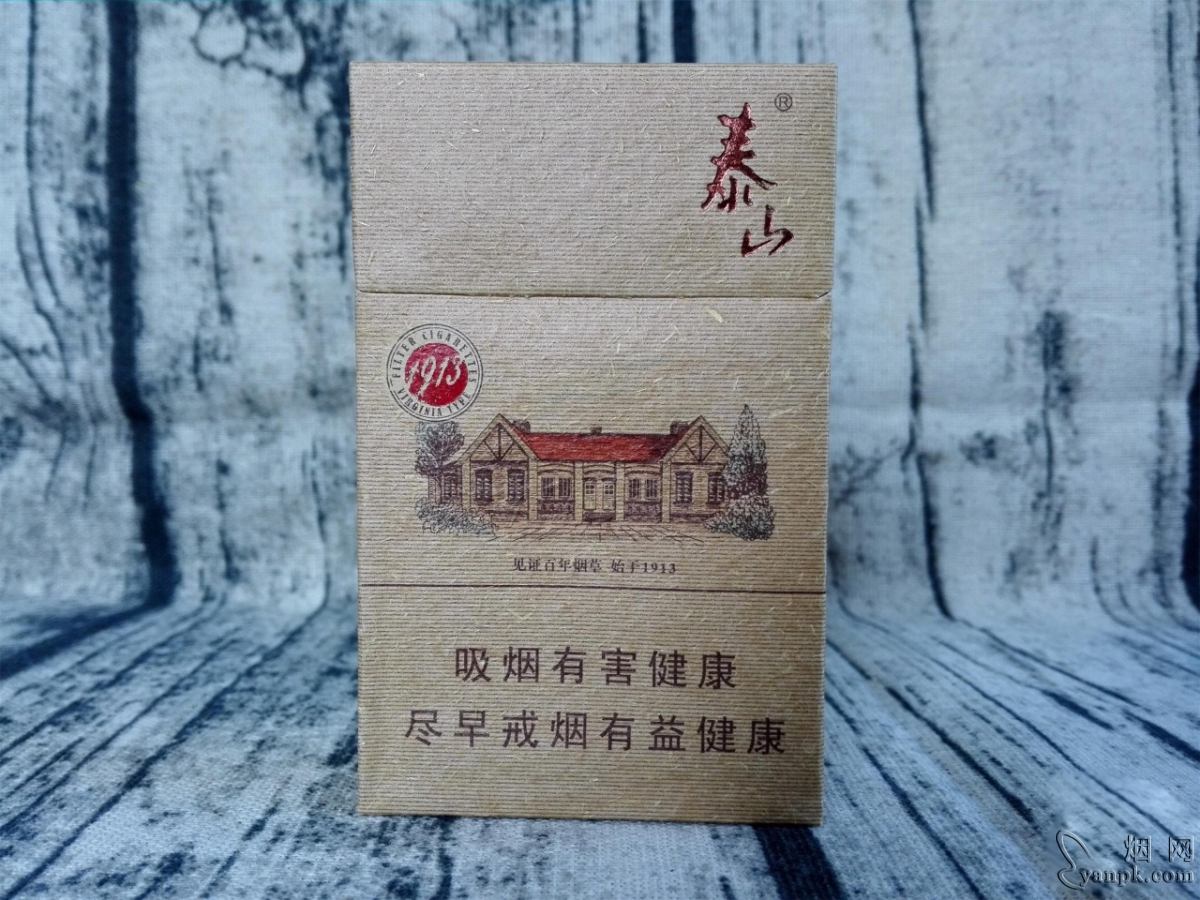 泰山®
FILTER CIGARETTE
1913
VIRGINIA TYPE
见证百年烟草 始于1913
吸烟有害健康
尽早戒烟有益健康
烟网
yanpk.com